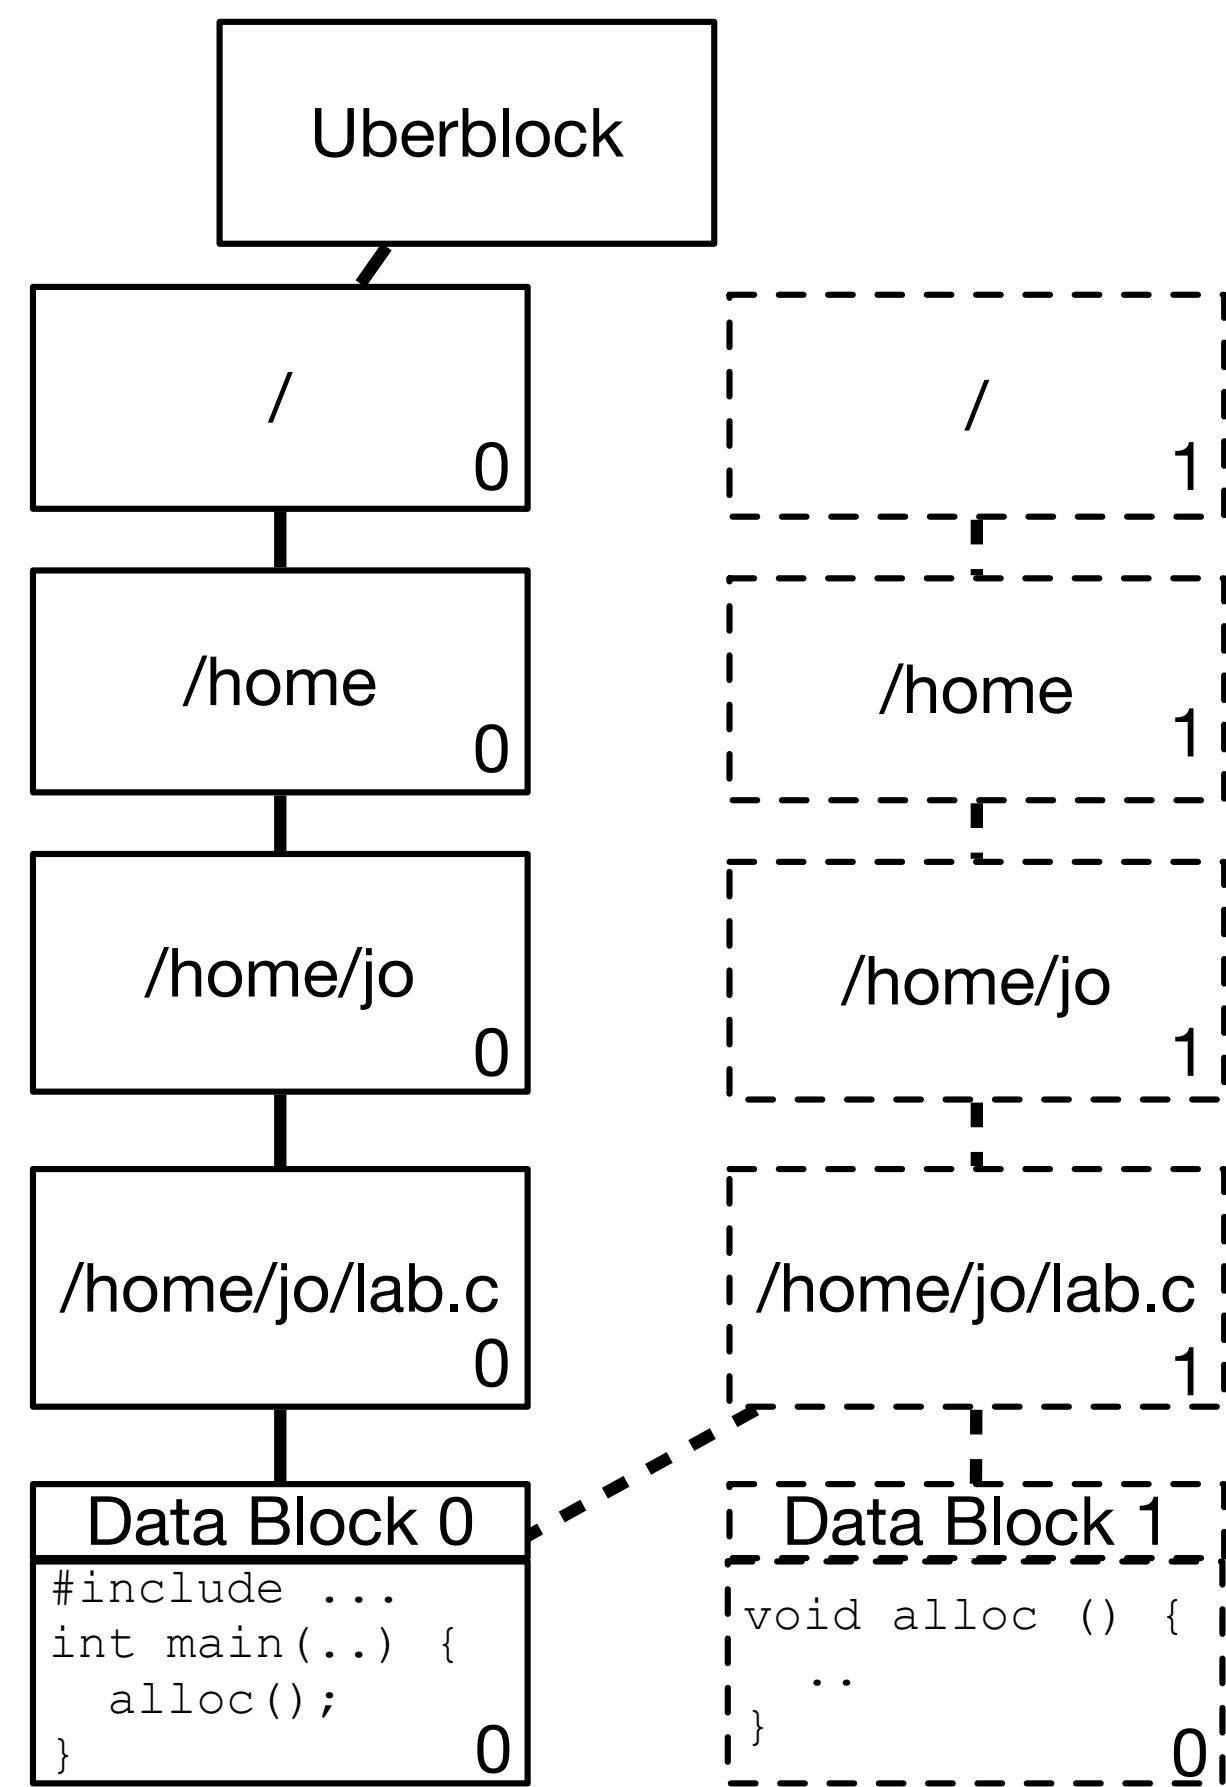 Uberblock
/
0
/
1
/home
0
/home
1
/home/jo
0
/home/jo
1
/home/jo/lab.c
0
/home/jo/lab.c
1
Data Block 0
#include ...
int main(..) {
alloc();
}
0
Data Block 1
void alloc () {
..
}
0